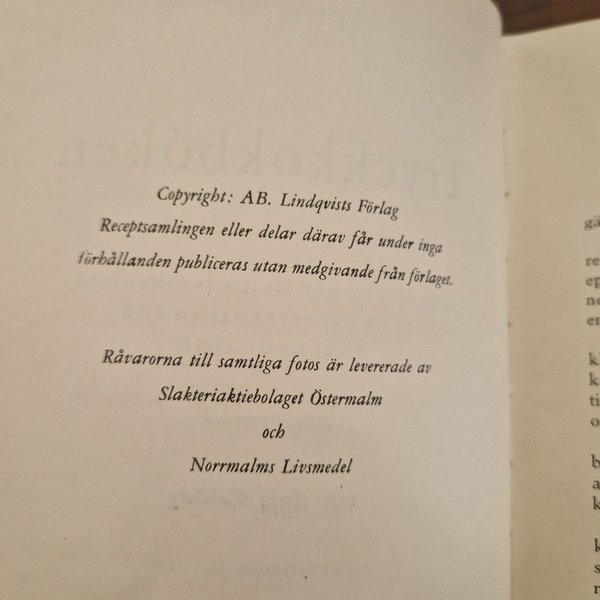 Copyright: AB. Lindqvists Förlag
Receptsamlingen eller delar därav får under inga
förhållanden publiceras utan medgivande från förlaget.
Råvarorna till samtliga fotos är levererade av
Slakteriaktiebolaget Östermalm
och
Norrmalms Livsmedel